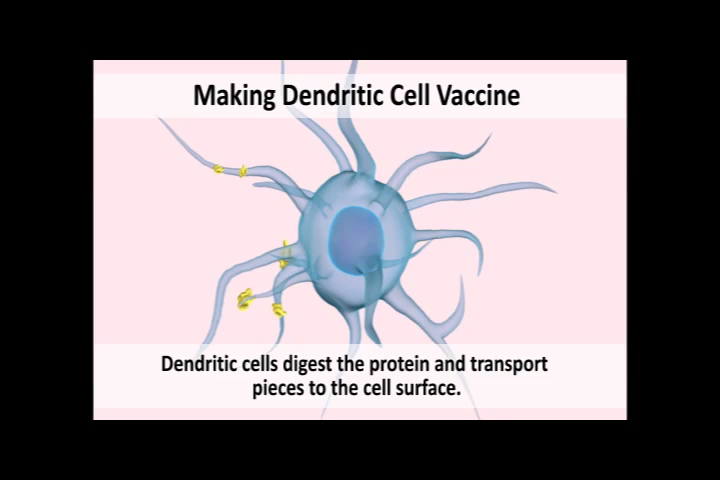 Making Dendritic Cell Vaccine
Dendritic cells digest the protein and transport
pieces to the cell surface.